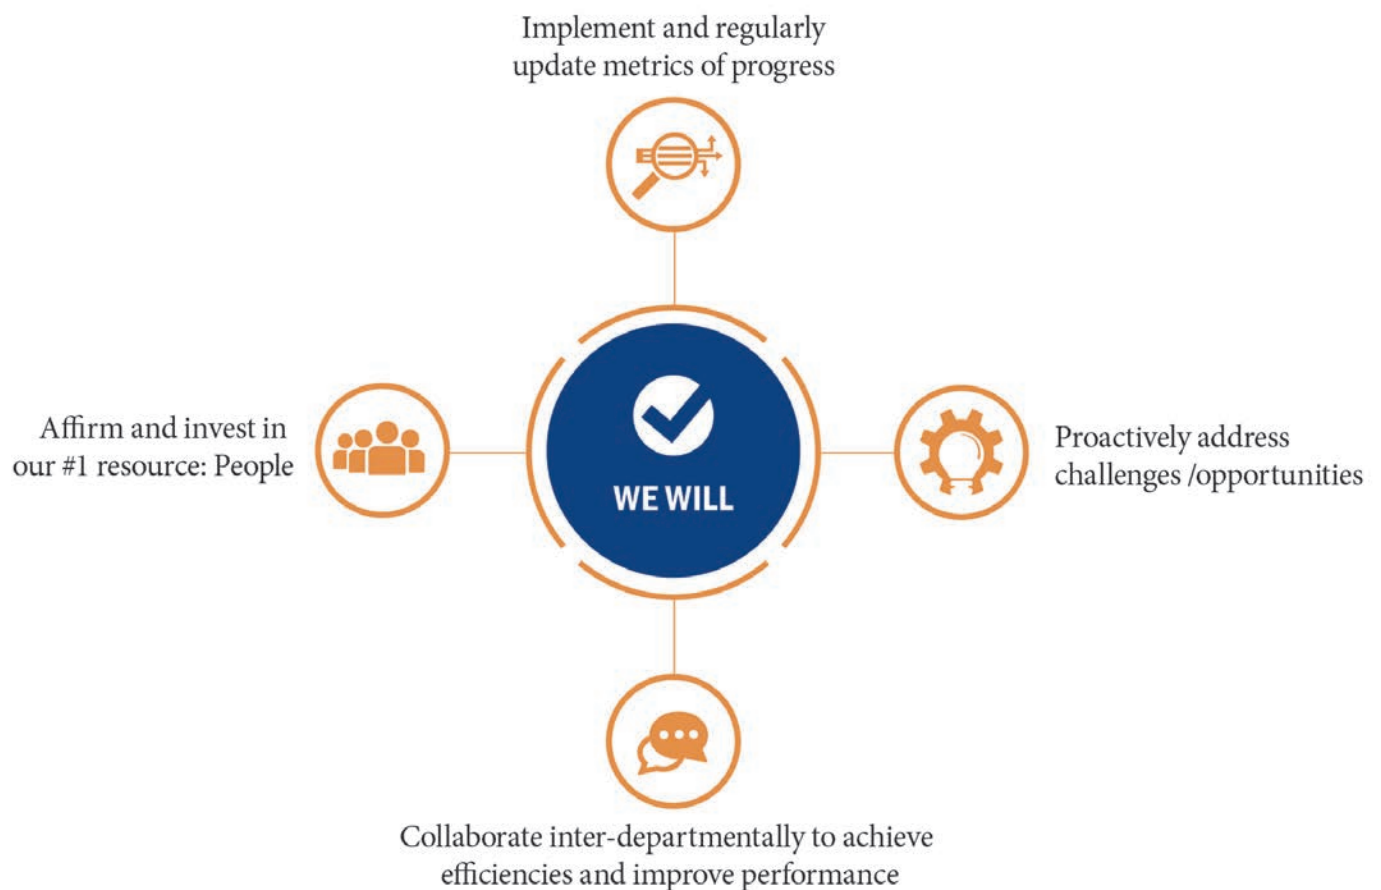 Implement and regularly
update metrics of progress
Affirm and invest in
our #1 resource: People
WE WILL
Proactively address
challenges /opportunities
Collaborate inter-departmentally to achieve
efficiencies and improve performance